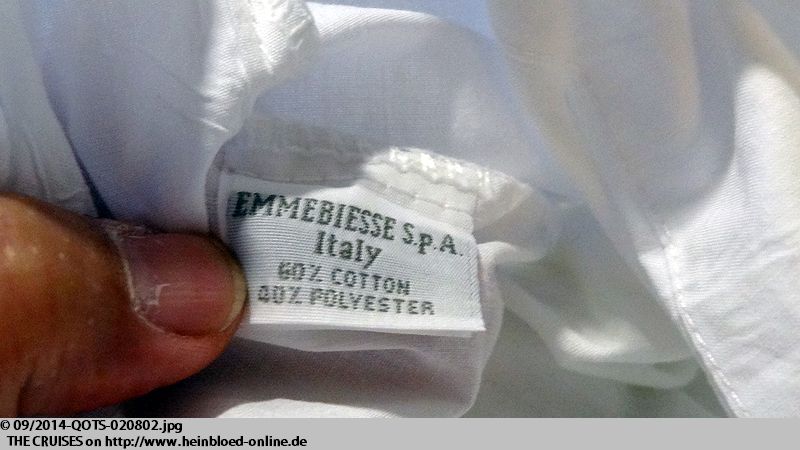 EMMEBIESSE S.p.A.
Italy
60% COTTON
40% POLYESTER
© 09/2014-QOTS-020802.jpg
THE CRUISES on http://www.heinbloed-online.de